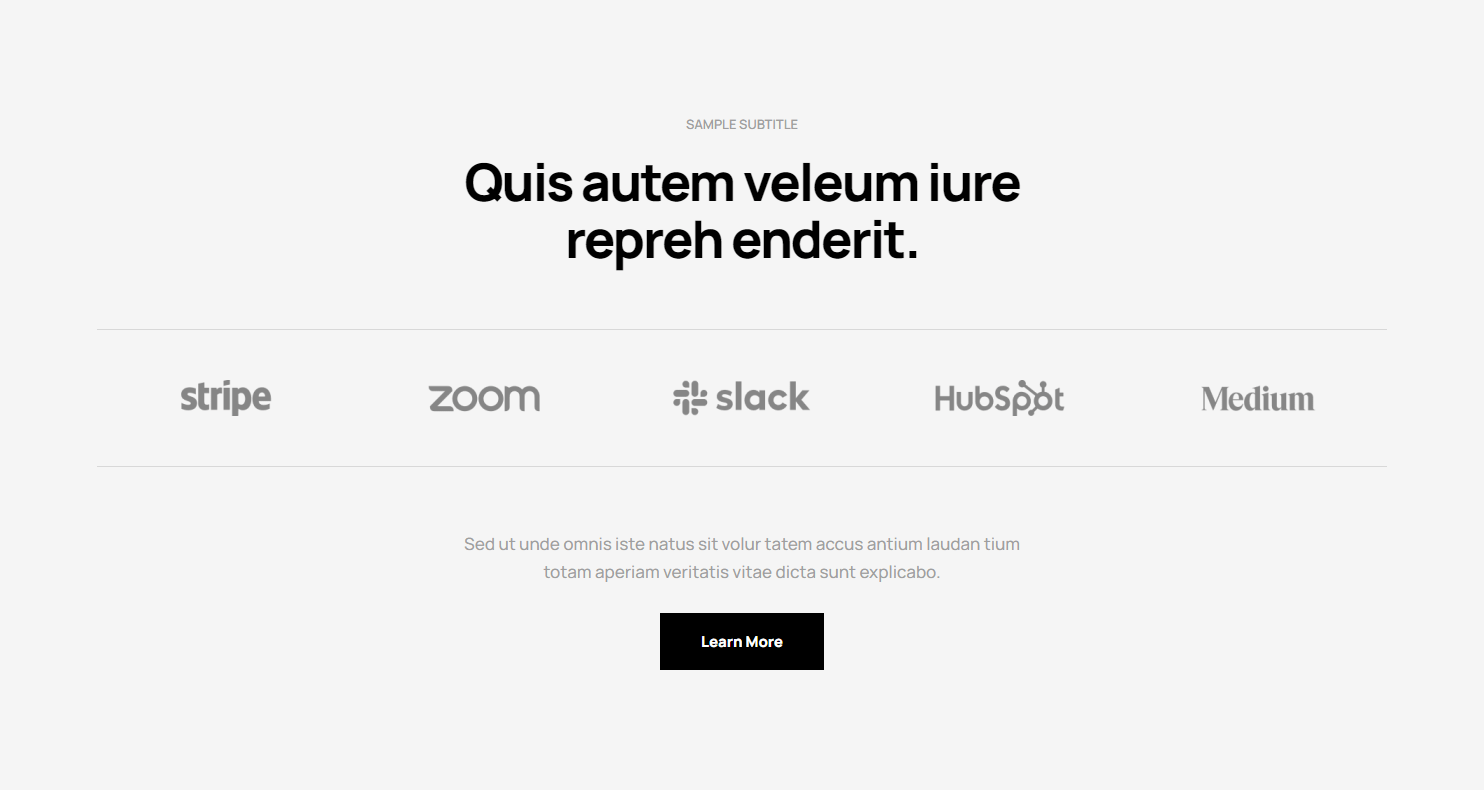 SAMPLE SUBTITLE
Quis autem veleum iure
repreh enderit.
stripe zoom slack HubSpot Medium
Sed ut unde omnis iste natus sit volur tatem accus antium laudan tium
totam aperiam veritatis vitae dicta sunt explicabo.
Learn More